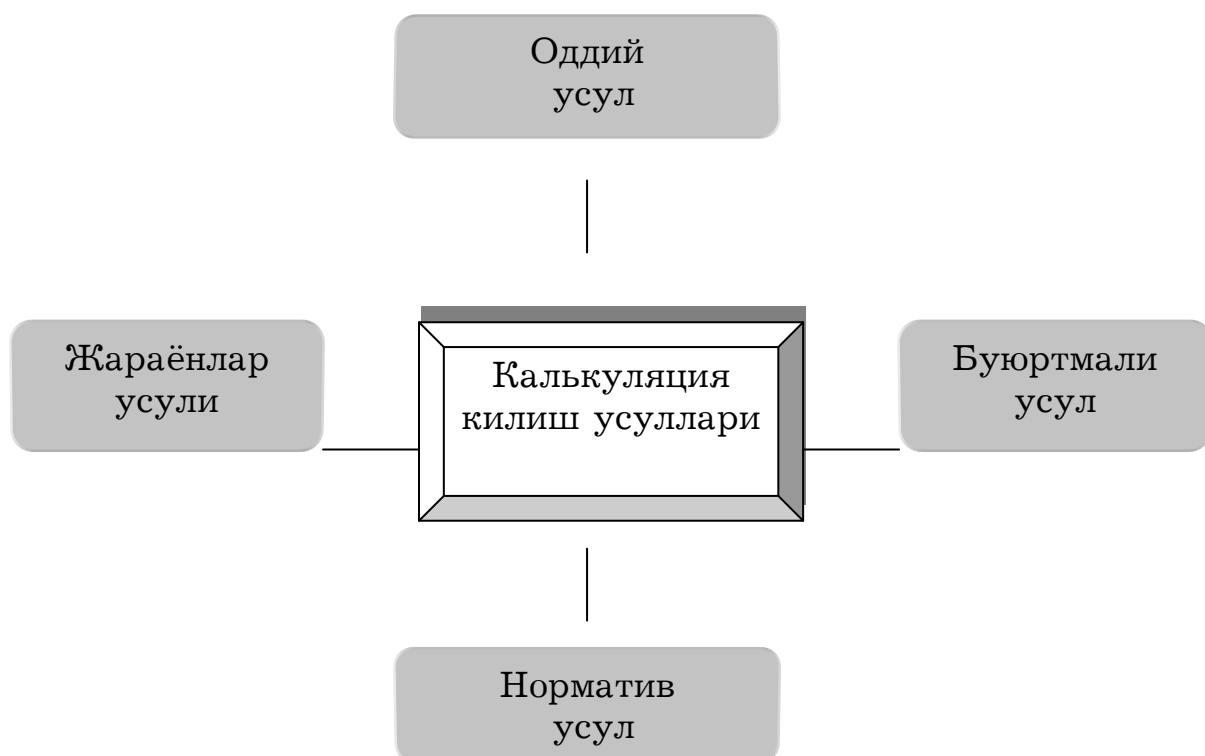 Оддий
усул
Жараёнлар
усули
Калькуляция
килиш усуллари
Буюртмали
усул
Норматив
усул